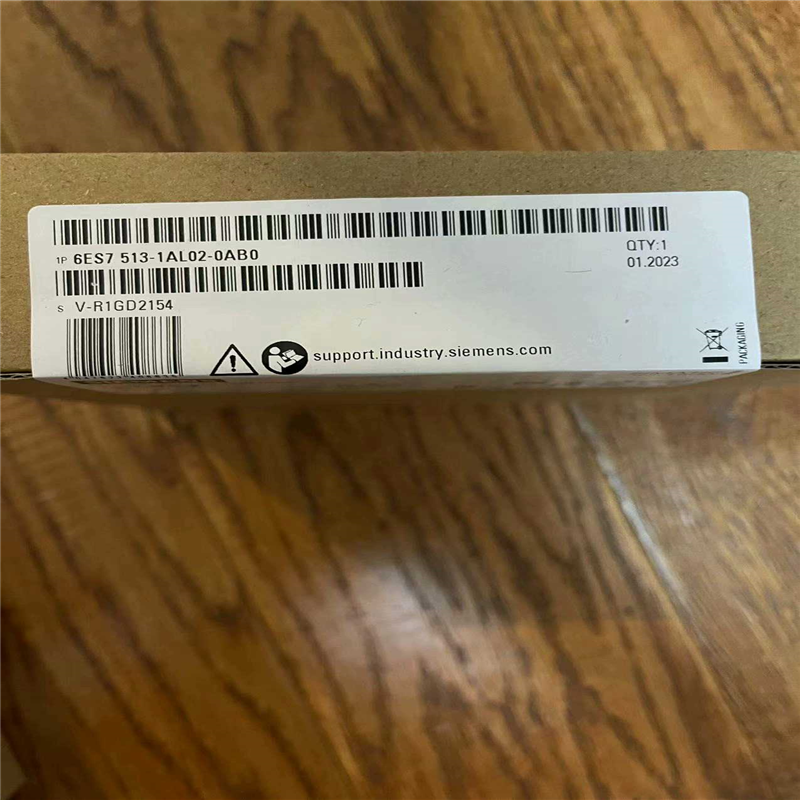 1P 6ES7 513-1AL02-0AB0
QTY:1
01.2023
S V-R1GD2154
support.industry.siemens.com
PACKAGING